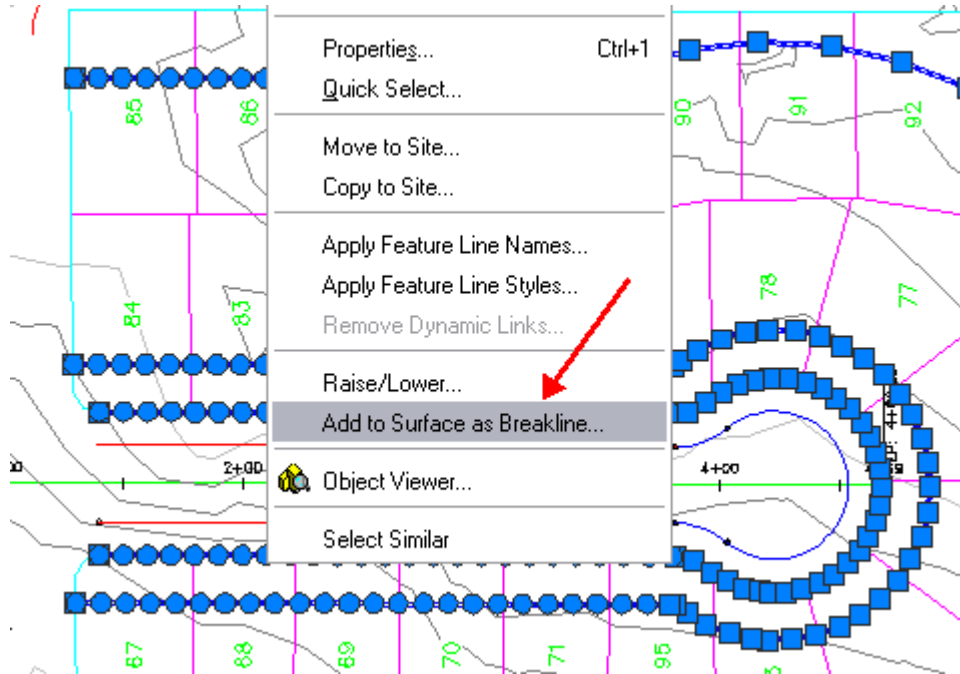 Properties... Ctrl+1
Quick Select...
Move to Site...
Copy to Site...
Apply Feature Line Names...
Apply Feature Line Styles...
Remove Dynamic Links...
Raise/Lower...
Add to Surface as Breakline...
Object Viewer...
Select Similar
85
86
90
91
92
84
83
78
77
2+00
4+00
67
68
69
70
71
95